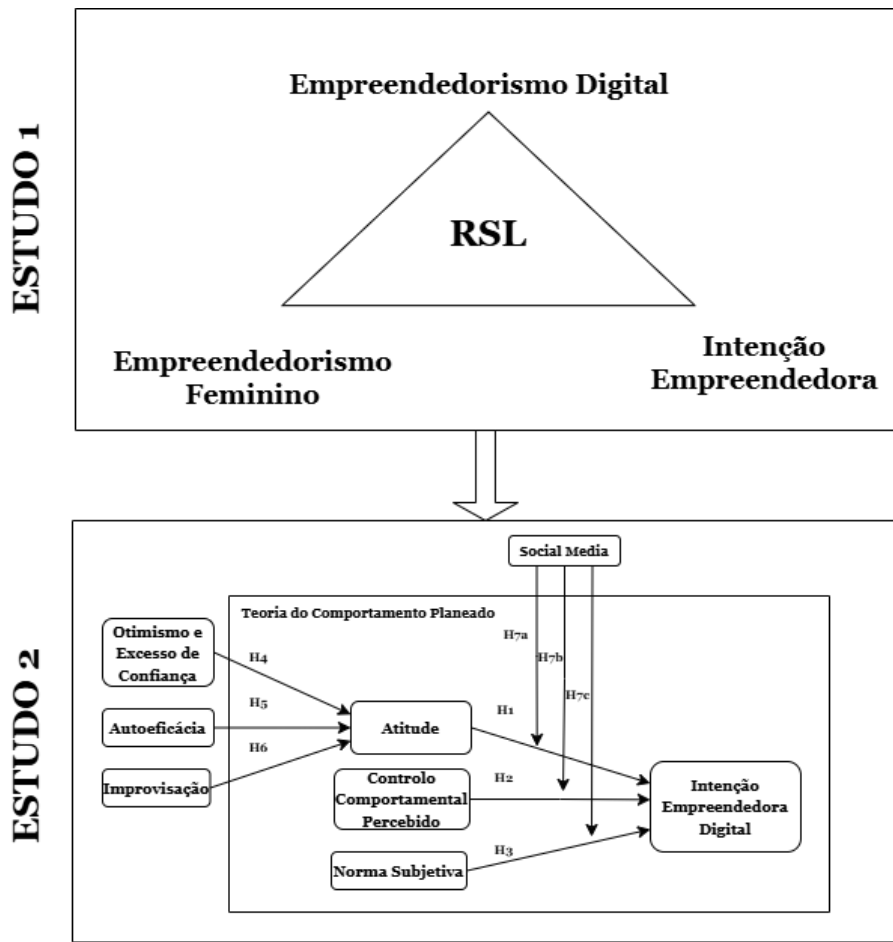 ESTUDO 1
Empreendedorismo Digital
RSL
Empreendedorismo
Feminino
Intenção
Empreendedora
ESTUDO 2
Social Media
Teoria do Comportamento Planeado
Otimismo e
Excesso de
Confiança
Autoeficácia
Improvisação
H4
H5
H6
Atitude
Controlo
Comportamental
Percebido
Norma Subjetiva
H7a
H7b
H7c
H1
H2
H3
Intenção
Empreendedora
Digital